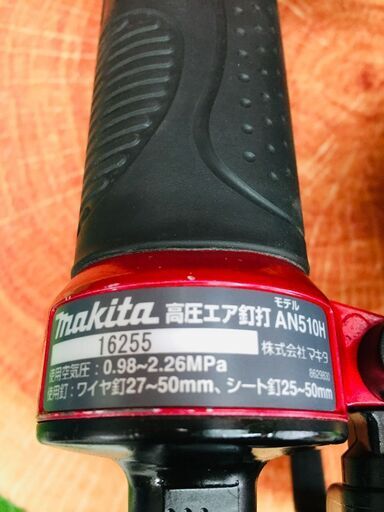 makita 高圧エア釘打 モデル AN510H
16255 株式会社マキタ
使用空気圧：0.98~2.26MPa 8629800
使用釘：ワイヤ釘27~50mm、シート釘25~50mm